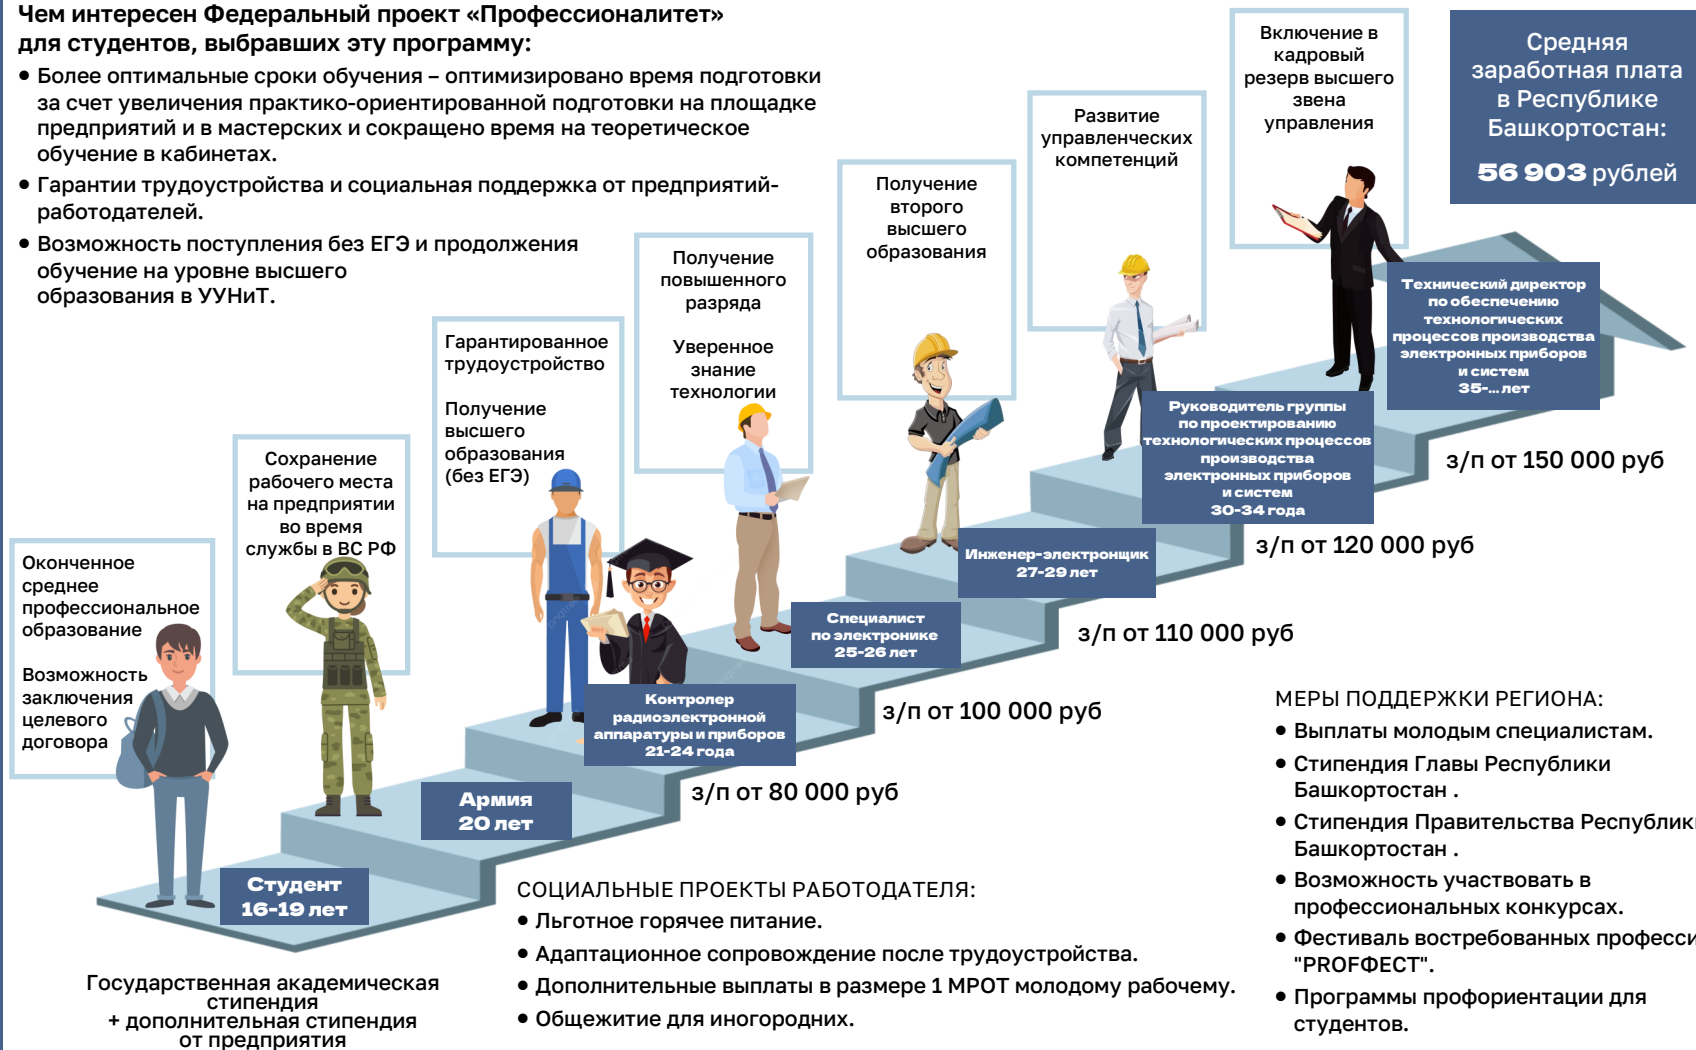 Чем интересен Федеральный проект «Профессионалитет»
для студентов, выбравших эту программу:
• Более оптимальные сроки обучения – оптимизировано время подготовки
за счет увеличения практико-ориентированной подготовки на площадке
предприятий и в мастерских и сокращено время на теоретическое
обучение в кабинетах.
• Гарантии трудоустройства и социальная поддержка от предприятий-
работодателей.
• Возможность поступления без ЕГЭ и продолжения
обучение на уровне высшего
образования в УУНиТ.
Средняя
заработная плата
в Республике
Башкортостан:
56 903 рублей
Оконченное
среднее
профессиональное
образование
Возможность
заключения
целевого
договора
Студент
16-19 лет
Государственная академическая
стипендия
+ дополнительная стипендия
от предприятия
Сохранение
рабочего места
на предприятии
во время
службы в ВС РФ
Армия
20 лет
Гарантированное
трудоустройство
Получение
высшего
образования
(без ЕГЭ)
Контролер
радиоэлектронной
аппаратуры и приборов
21-24 года
з/п от 80 000 руб
Получение
повышенного
разряда
Уверенное
знание
технологии
Специалист
по электронике
25-26 лет
з/п от 100 000 руб
Получение
второго
высшего
образования
Инженер-электронщик
27-29 лет
з/п от 110 000 руб
Развитие
управленческих
компетенций
Руководитель группы
по проектированию
технологических процессов
производства
электронных приборов
и систем
30-34 года
з/п от 120 000 руб
Включение в
кадровый
резерв высшего
звена
управления
Технический директор
по обеспечению
технологических
процессов производства
электронных приборов
и систем
35-... лет
з/п от 150 000 руб
СОЦИАЛЬНЫЕ ПРОЕКТЫ РАБОТОДАТЕЛЯ:
• Льготное горячее питание.
• Адаптационное сопровождение после трудоустройства.
• Дополнительные выплаты в размере 1 МРОТ молодому рабочему.
• Общежитие для иногородних.
МЕРЫ ПОДДЕРЖКИ РЕГИОНА:
• Выплаты молодым специалистам.
• Стипендия Главы Республики
Башкортостан .
• Стипендия Правительства Республики
Башкортостан .
• Возможность участвовать в
профессиональных конкурсах.
• Фестиваль востребованных професси
"PROFФЕСТ".
• Программы профориентации для
студентов.